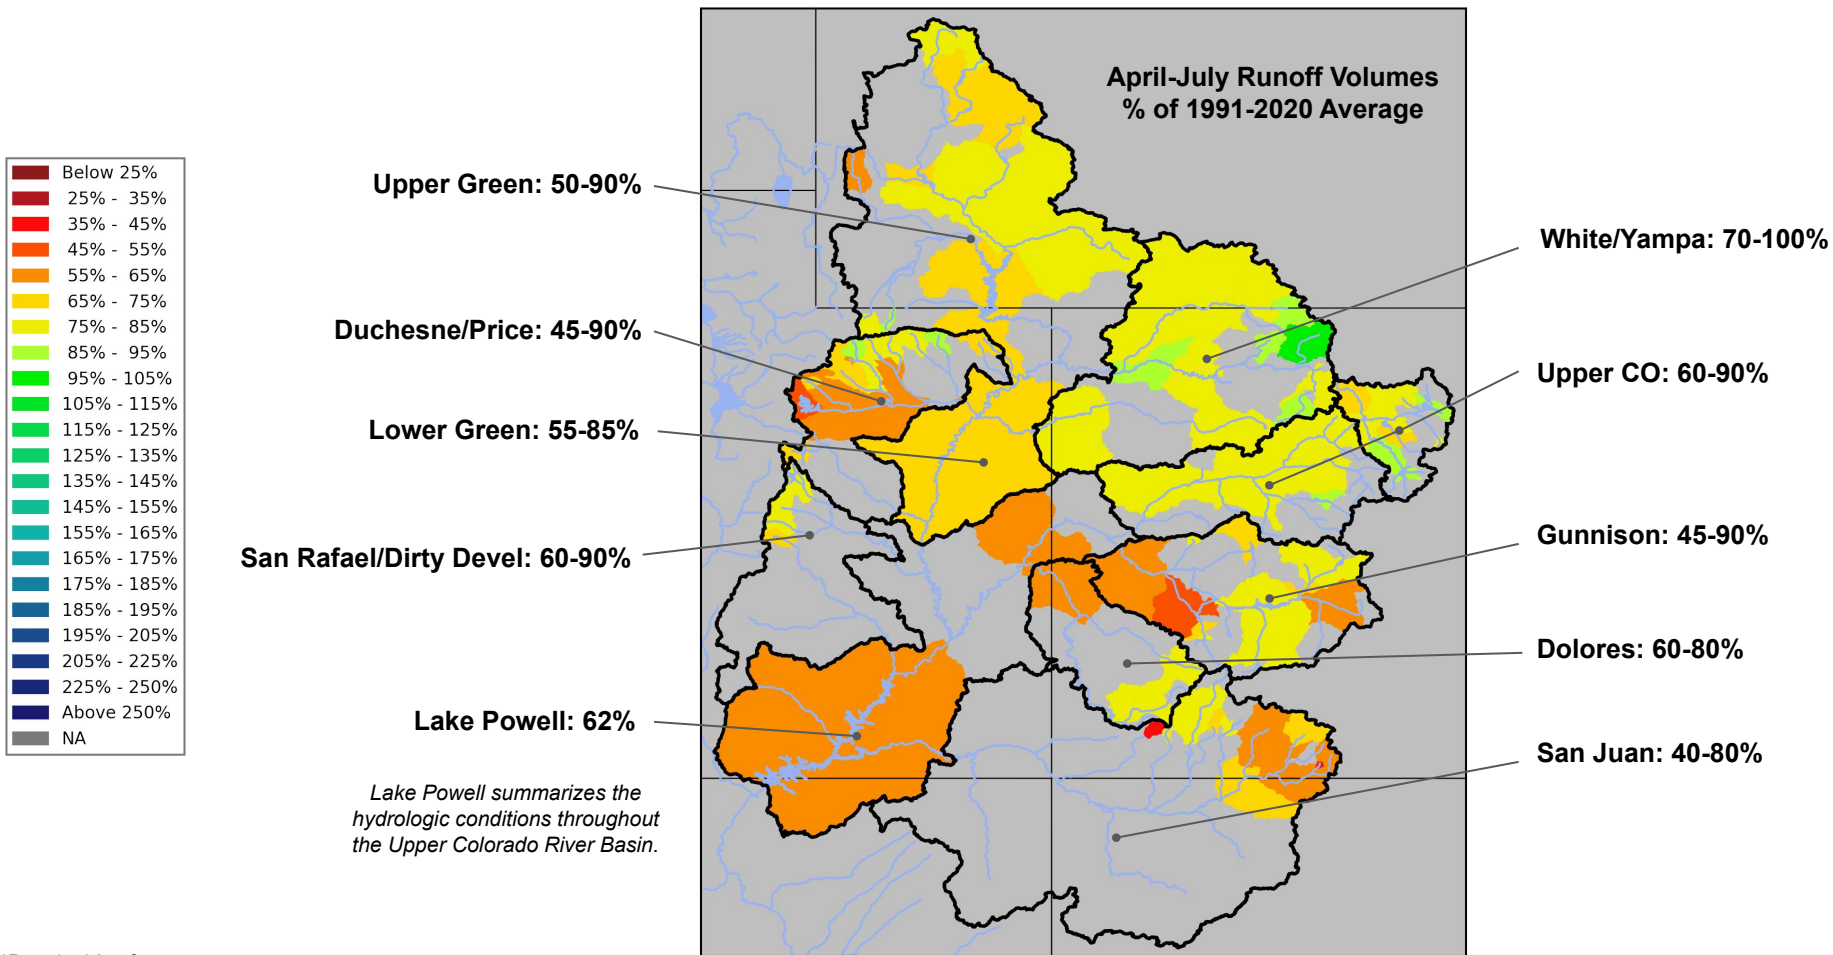 April-July Runoff Volumes
% of 1991-2020 Average
Below 25%
25% - 35%
35% - 45%
45% - 55%
55% - 65%
65% - 75%
75% - 85%
85% - 95%
95% - 105%
105% - 115%
115% - 125%
125% - 135%
135% - 145%
145% - 155%
155% - 165%
165% - 175%
175% - 185%
185% - 195%
195% - 205%
205% - 225%
225% - 250%
Above 250%
NA
Upper Green: 50-90%
Duchesne/Price: 45-90%
Lower Green: 55-85%
San Rafael/Dirty Devel: 60-90%
Lake Powell: 62%
Lake Powell summarizes the
hydrologic conditions throughout
the Upper Colorado River Basin.
White/Yampa: 70-100%
Upper CO: 60-90%
Gunnison: 45-90%
Dolores: 60-80%
San Juan: 40-80%